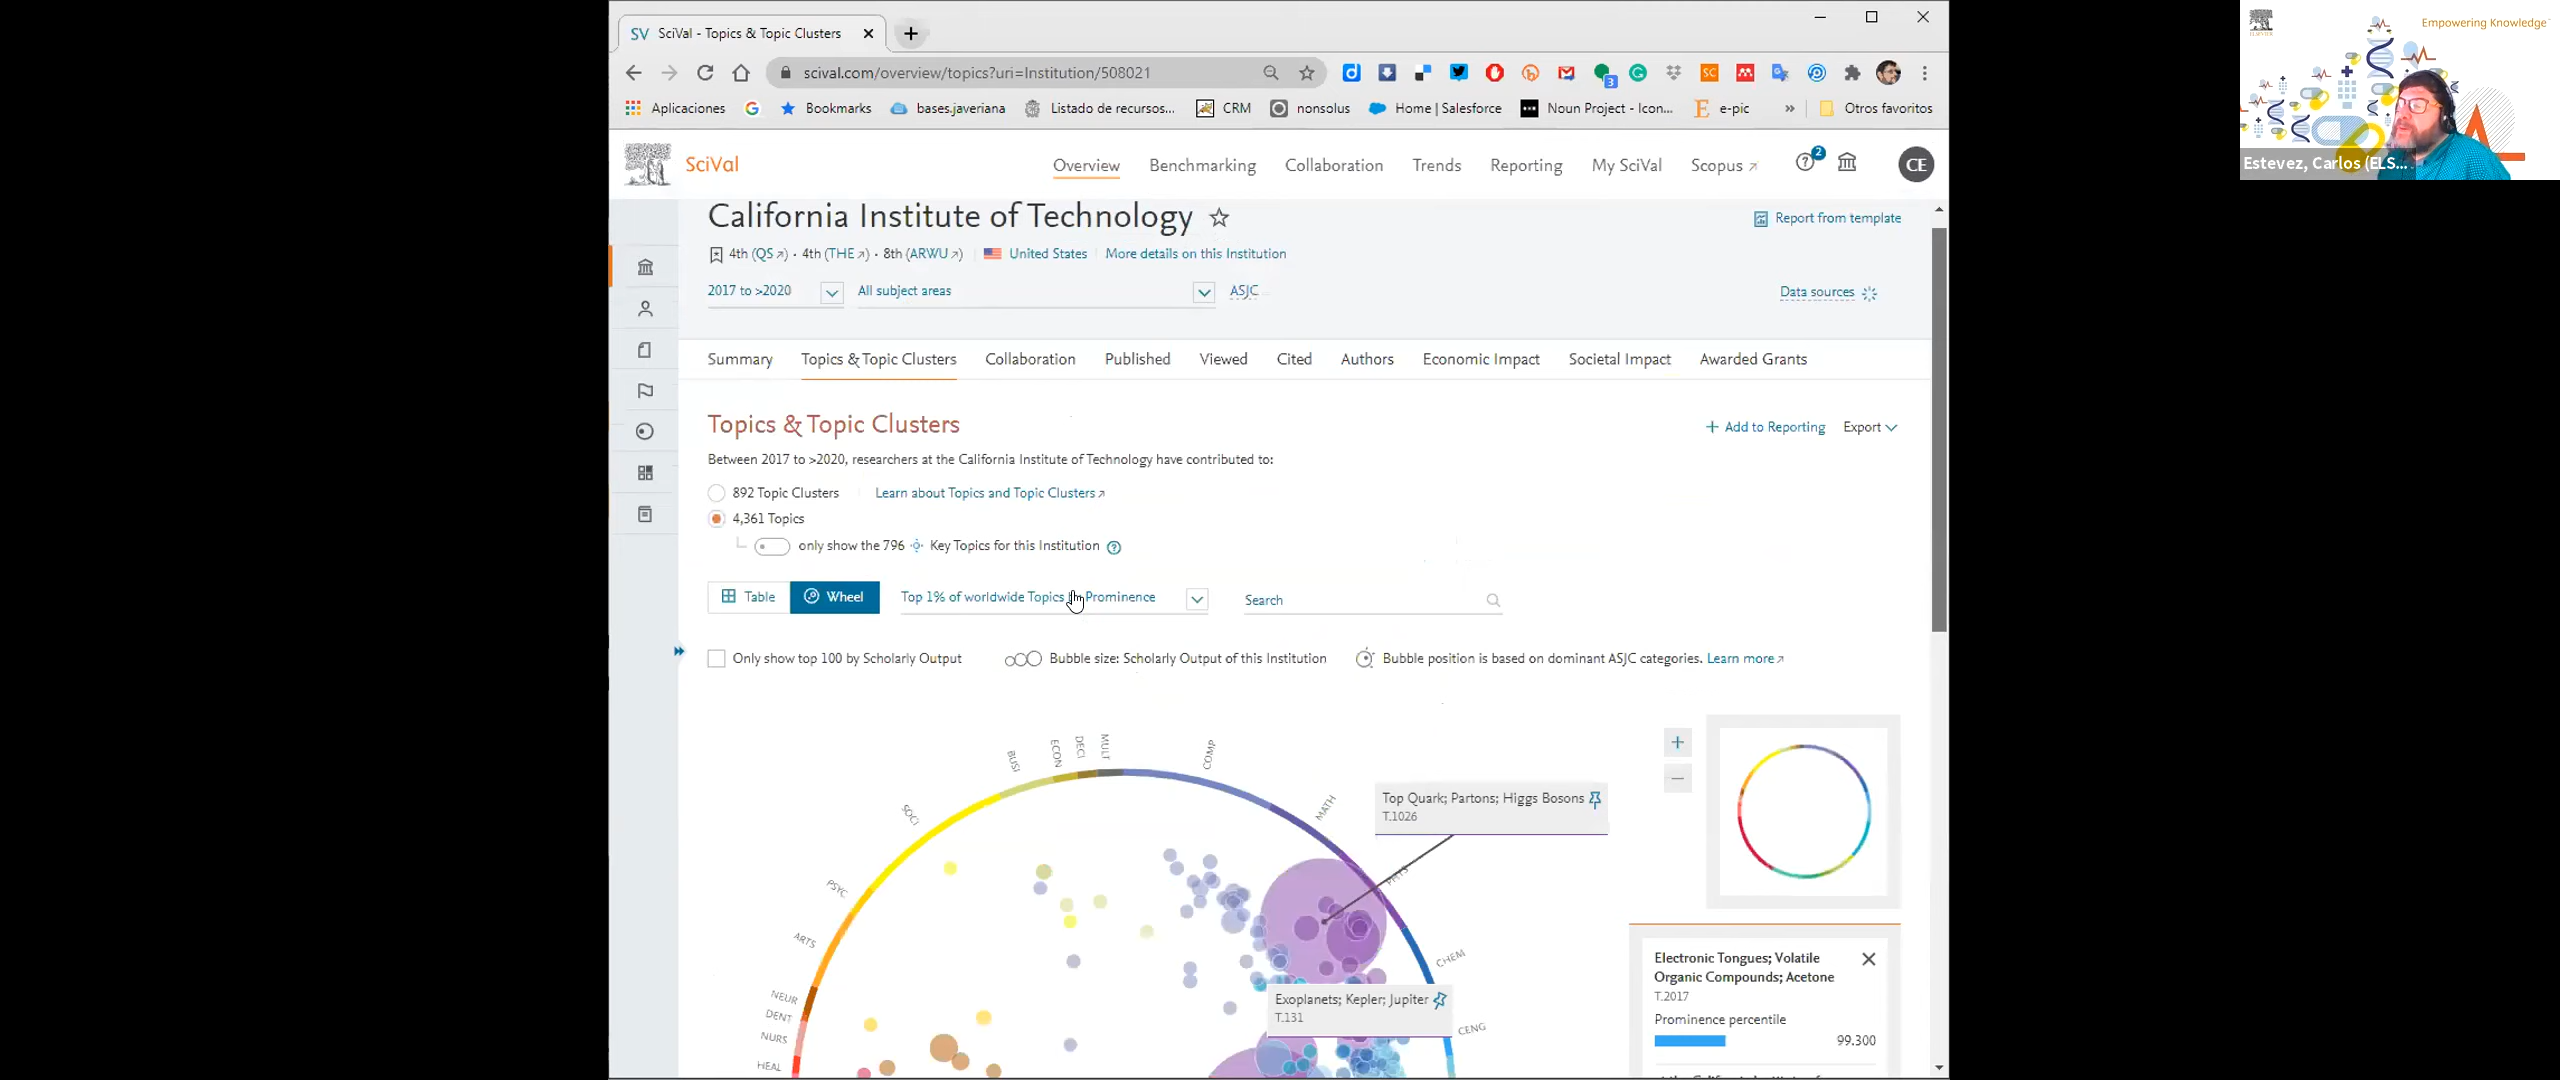 SV SciVal - Topics & Topic Clusters
scival.com/overview/topics?uri=Institution/508021
3
Aplicaciones Bookmarks bases.javeriana Listado de recursos... CRM nonsolus Home | Salesforce Noun Project - Icon... e-pic » Otros favoritos
SciVal
Overview Benchmarking Collaboration Trends Reporting My SciVal Scopus 2 CE
California Institute of Technology
Report from template
4th (QS) · 4th (THE) · 8th (ARWU) United States More details on this Institution
2017 to >2020 All subject areas ASJC
Data sources
Summary Topics & Topic Clusters Collaboration Published Viewed Cited Authors Economic Impact Societal Impact Awarded Grants
Topics & Topic Clusters
+ Add to Reporting Export
Between 2017 to >2020, researchers at the California Institute of Technology have contributed to:
892 Topic Clusters Learn about Topics and Topic Clusters
4,361 Topics
only show the 796 Key Topics for this Institution
Table Wheel Top 1% of worldwide Topics Prominence Search
Only show top 100 by Scholarly Output Bubble size: Scholarly Output of this Institution Bubble position is based on dominant ASJC categories. Learn more
BUSI
ECON
DECI
MULT
COMP
MATH
PHYS
CHEM
CENG
SOCI
PSYC
ARTS
NEUR
DENT
NURS
HEAL
Top Quark; Partons; Higgs Bosons
T.1026
Exoplanets; Kepler; Jupiter
T.131
Electronic Tongues; Volatile
Organic Compounds; Acetone
T.2017
Prominence percentile
99.300
ELSEVIER
Empowering Knowledge
Estevez, Carlos (ELS...